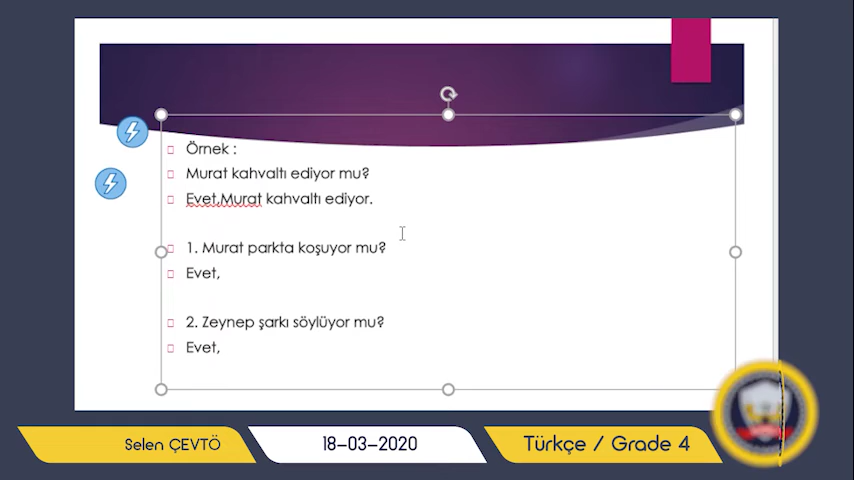 Örnek :
Murat kahvaltı ediyor mu?
Evet,Murat kahvaltı ediyor.
1. Murat parkta koşuyor mu?
Evet,
2. Zeynep şarkı söylüyor mu?
Evet,
Selen ÇEVTÖ
18-03-2020
Türkçe / Grade 4